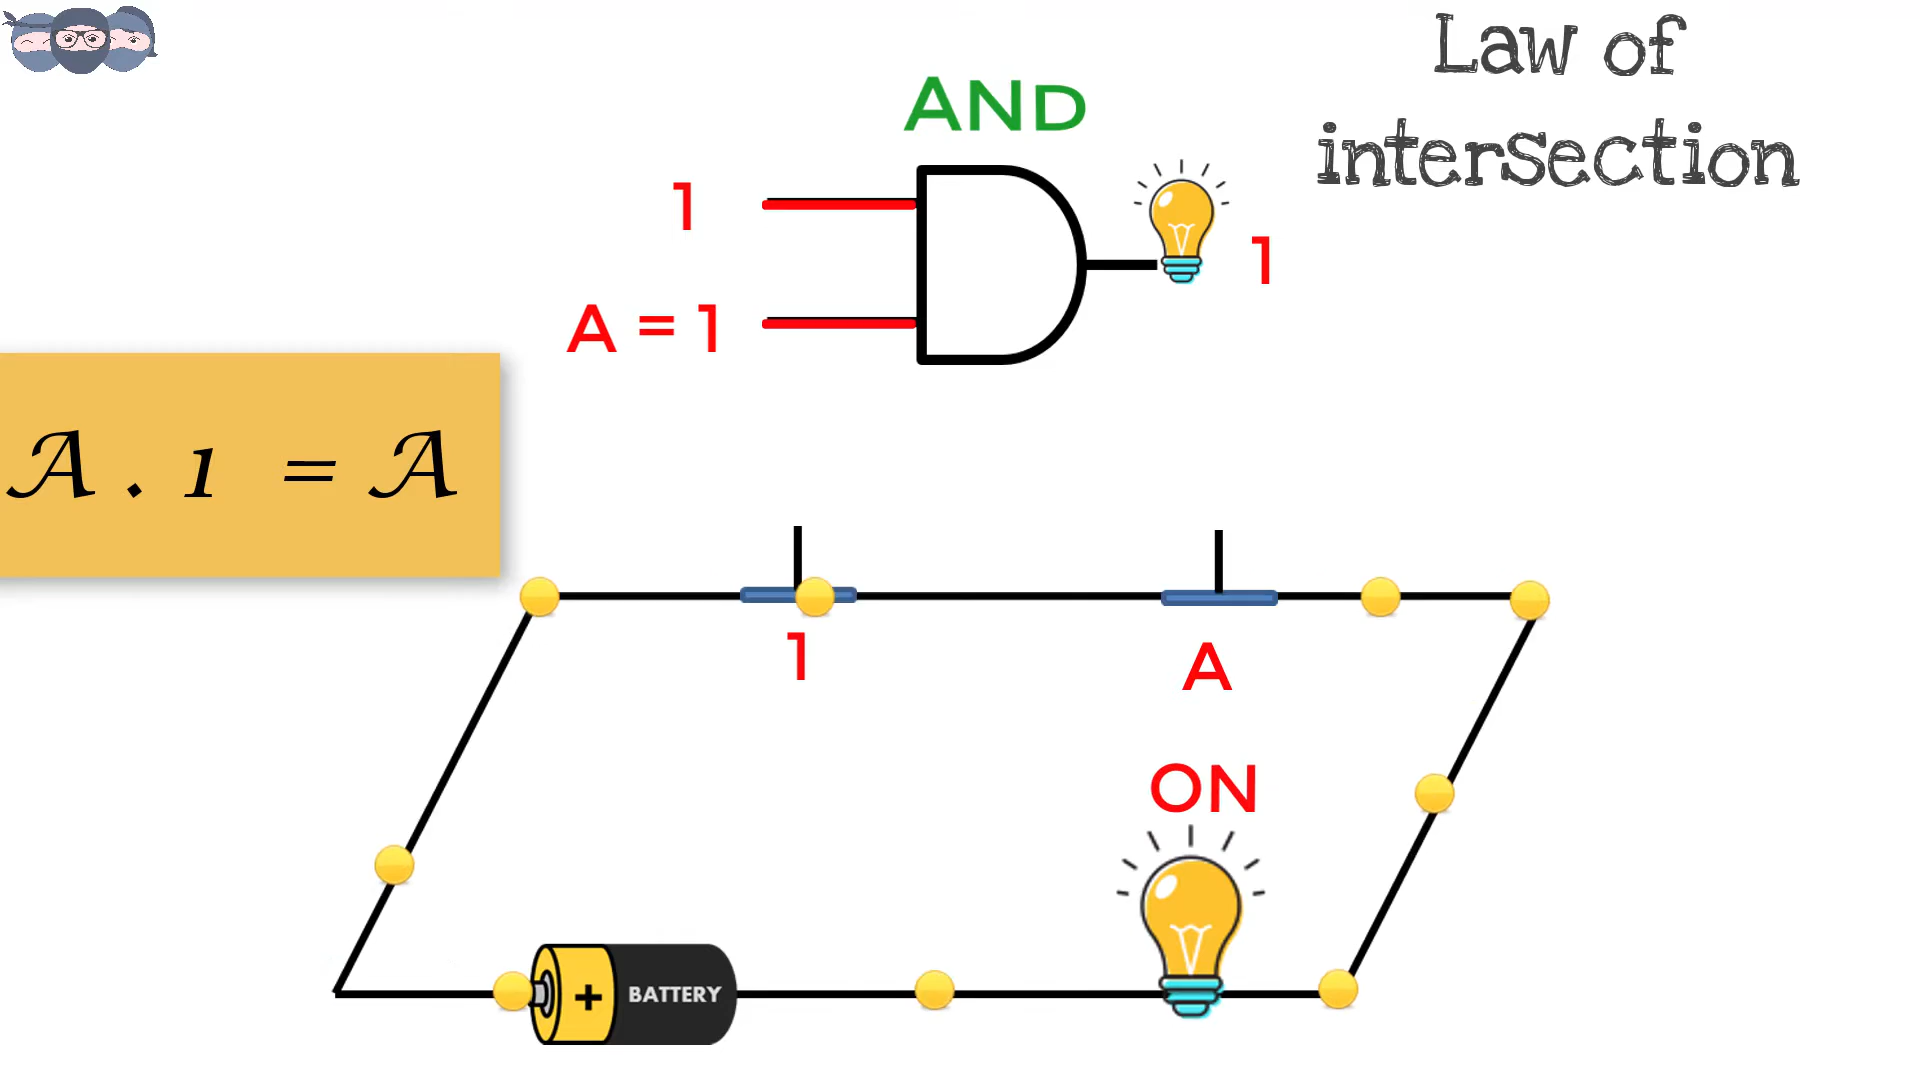 Law of
intersection
AND
1
1
A = 1
A . 1 = A
1
A
ON
+ BATTERY